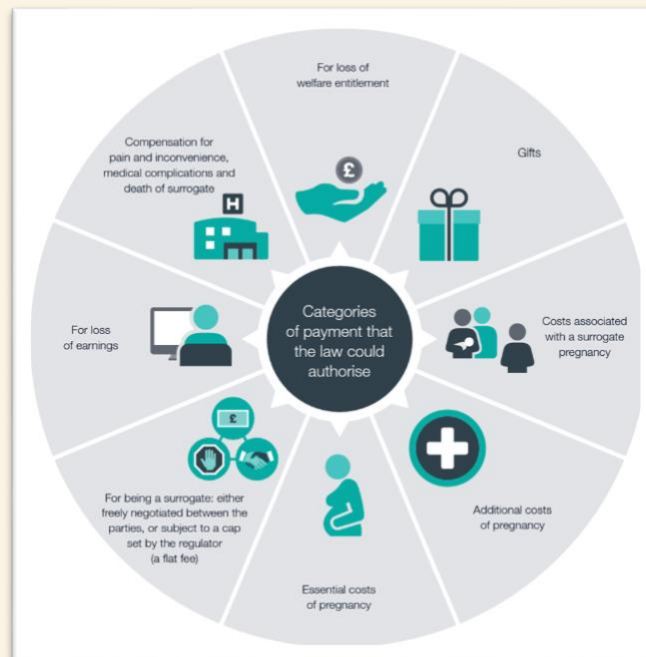 For loss of
welfare entitlement
Gifts
Costs associated
with a surrogate
pregnancy
Additional costs
of pregnancy
Essential costs
of pregnancy
£
For being a surrogate: either
freely negotiated between the
parties, or subject to a cap
set by the regulator
(a flat fee)
For loss
of earnings
Compensation for
pain and inconvenience,
medical complications and
death of surrogate
H
£
Categories
of payment that
the law could
authorise